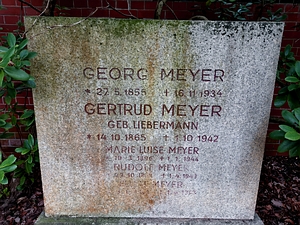 GEORG MEYER
* 27.5.1855 + 16.11.1934
GERTRUD MEYER
GEB. LIEBERMANN
* 14.10.1865 + 1.10.1942
MARIE LUISE MEYER
RUDOLF MEYER
MEYER